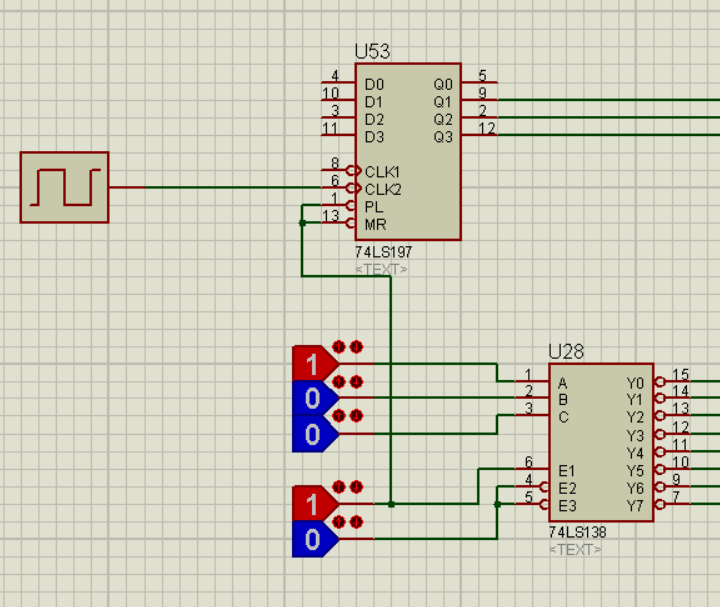 U53
4 D0 Q0 5
10 D1 Q1 9
3 D2 Q2 2
11 D3 Q3 12
8 CLK1
6 CLK2
1 PL
13 MR
74LS197
<TEXT>
1
0
0
1
0
U28
1 A Y0 15
2 B Y1 14
3 C Y2 13
Y3 12
Y4 11
6 E1 Y5 10
4 E2 Y6 9
5 E3 Y7 7
74LS138
<TEXT>